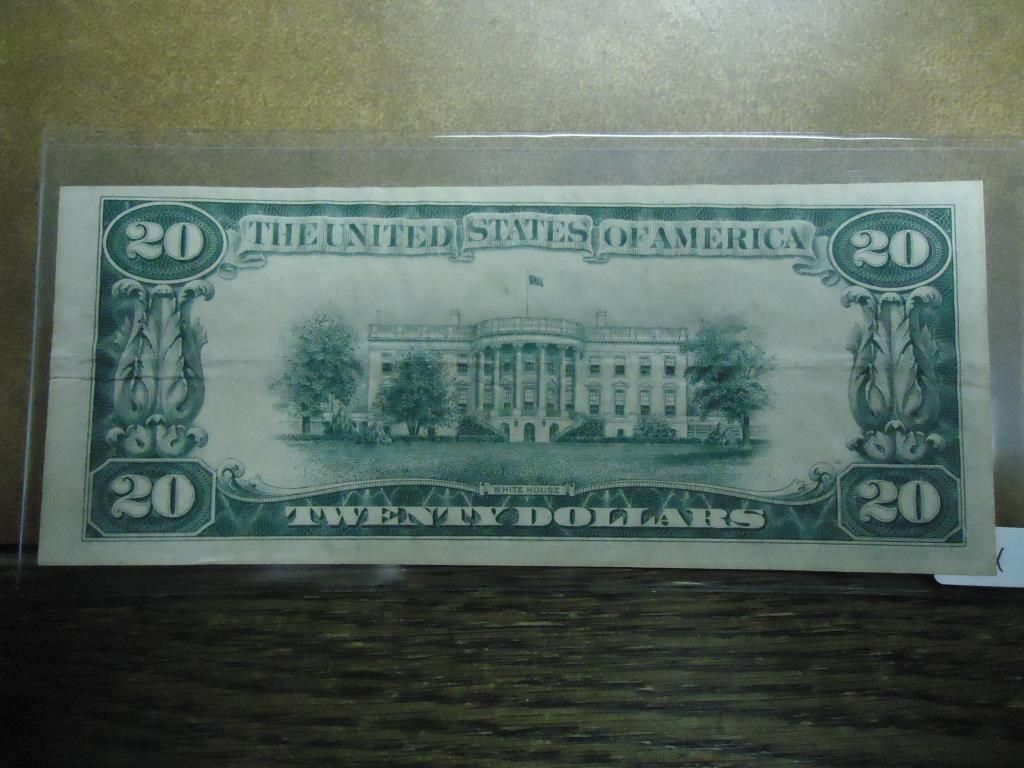 20 THE UNITED STATES OF AMERICA 20
WHITE HOUSE
20 TWENTY DOLLARS 20